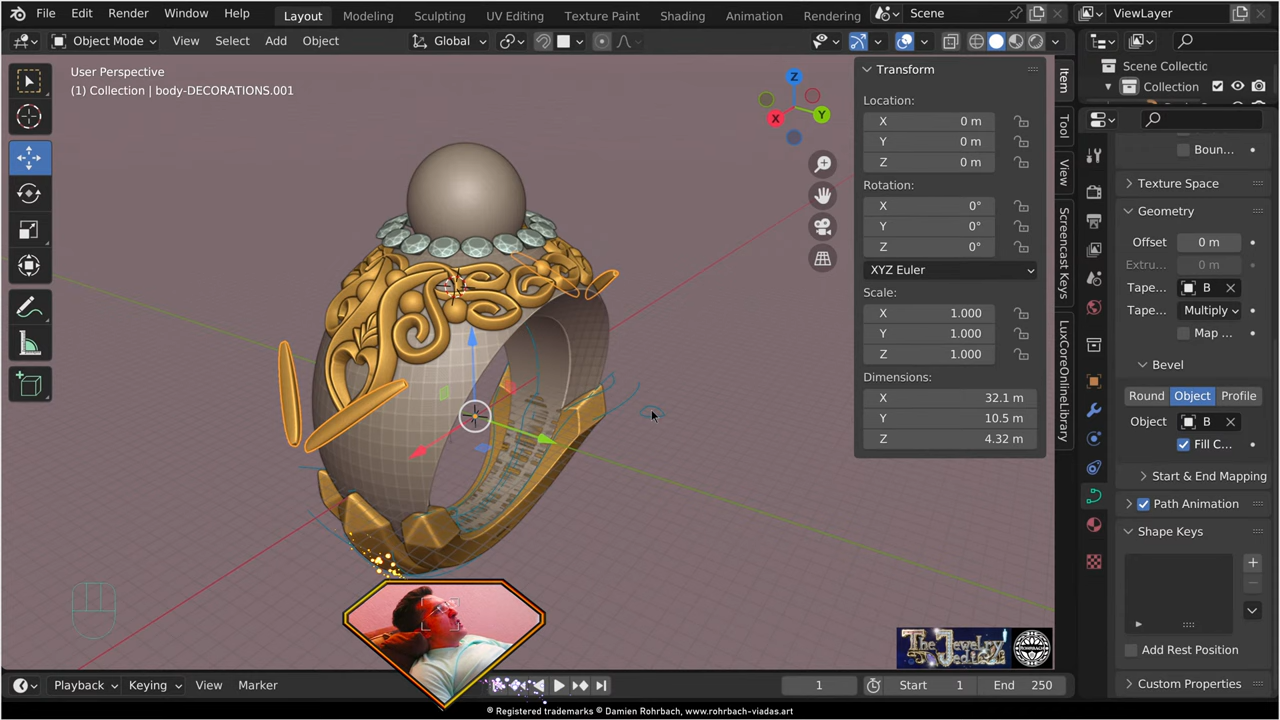 File Edit Render Window Help
Layout Modeling Sculpting UV Editing Texture Paint Shading Animation Rendering
Scene
ViewLayer
Object Mode View Select Add Object
Global
User Perspective
(1) Collection | body-DECORATIONS.001
Z
X
Y
Transform
Location:
X 0 m
Y 0 m
Z 0 m
Rotation:
X 0°
Y 0°
Z 0°
XYZ Euler
Scale:
X 1.000
Y 1.000
Z 1.000
Dimensions:
X 32.1 m
Y 10.5 m
Z 4.32 m
Item
Tool
View
Screencast Keys
LuxCoreOnlineLibrary
Scene Collectic
Collection
Boun...
Texture Space
Geometry
Offset 0 m
Extru... 0 m
Tape... B
Tape... Multiply
Map ...
Bevel
Round Object Profile
Object B
Fill C...
Start & End Mapping
Path Animation
Shape Keys
Add Rest Position
Custom Properties
The Jewelry
ROHRBACH
Playback Keying View Marker
1
Start 1
End 250
® Registered trademarks © Damien Rohrbach, www.rohrbach-viadas.art